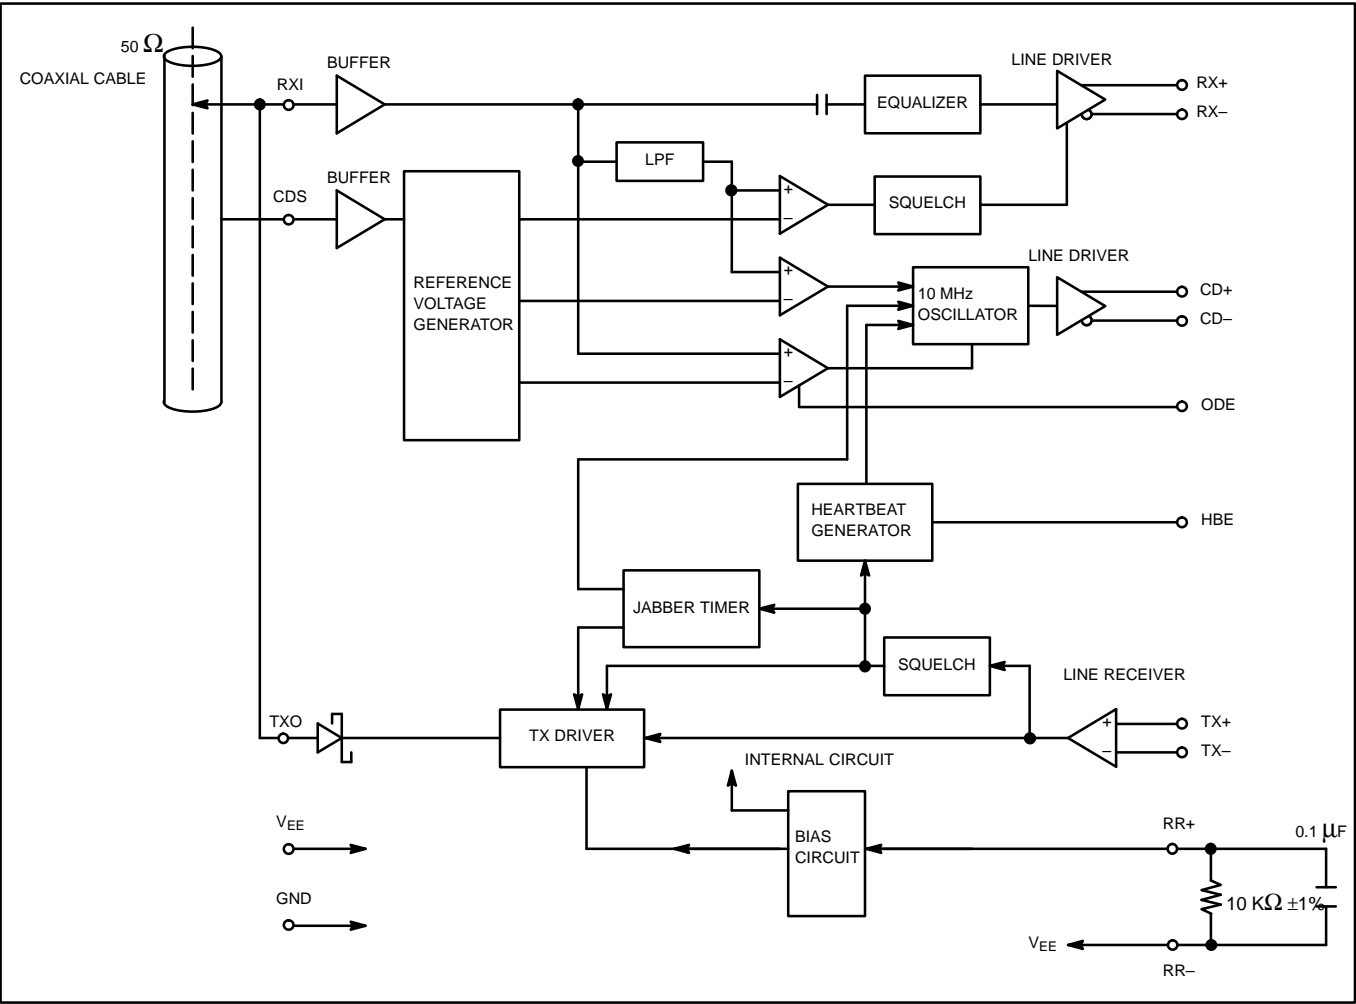 50 Ω
COAXIAL CABLE
RXI
BUFFER
EQUALIZER
LINE DRIVER
RX+
RX–
LPF
CDS
BUFFER
+
–
SQUELCH
REFERENCE
VOLTAGE
GENERATOR
+
–
10 MHz
OSCILLATOR
LINE DRIVER
CD+
CD–
+
–
ODE
HEARTBEAT
GENERATOR
HBE
JABBER TIMER
SQUELCH
LINE RECEIVER
TXO
TX DRIVER
+
–
TX+
TX–
INTERNAL CIRCUIT
VEE
BIAS
CIRCUIT
RR+
0.1 µF
GND
10 KΩ ±1%
VEE
RR–